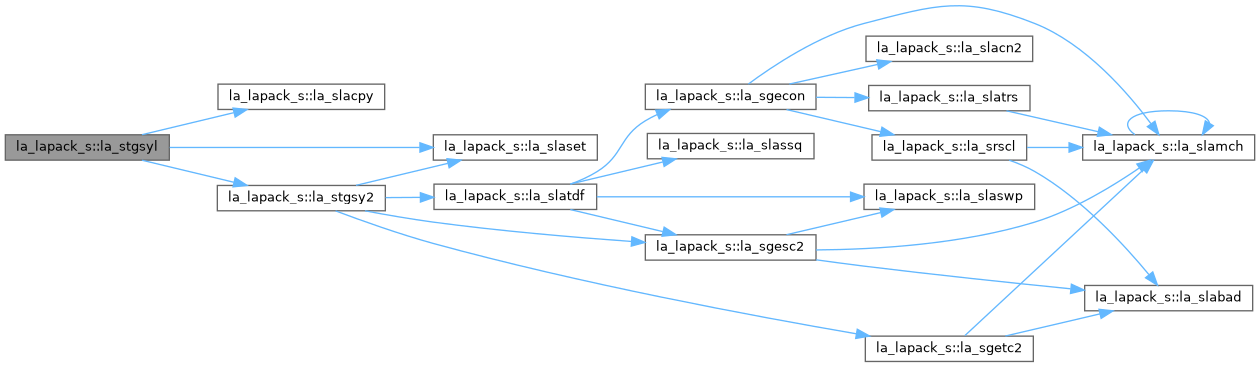 la_lapack_s::la_stgsyl
la_lapack_s::la_slacpy
la_lapack_s::la_stgsy2
la_lapack_s::la_slaset
la_lapack_s::la_slatdf
la_lapack_s::la_sgecon
la_lapack_s::la_slassq
la_lapack_s::la_sgesc2
la_lapack_s::la_slacn2
la_lapack_s::la_slatrs
la_lapack_s::la_srscl
la_lapack_s::la_slaswp
la_lapack_s::la_sgetc2
la_lapack_s::la_slamch
la_lapack_s::la_slabad